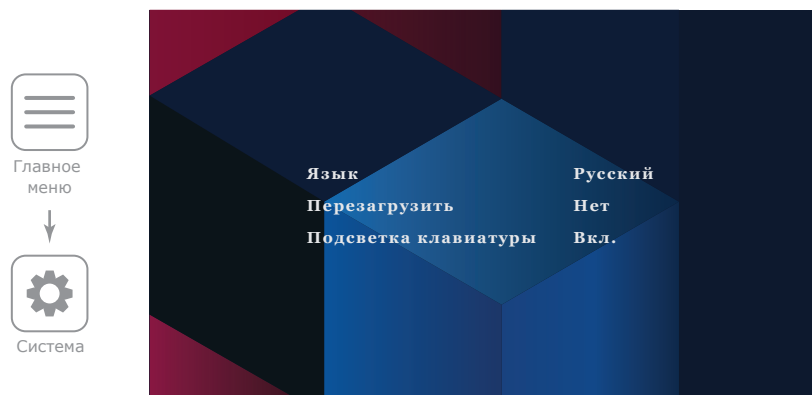 Главное
меню
Система
Язык Русский
Перезагрузить Нет
Подсветка клавиатуры Вкл.